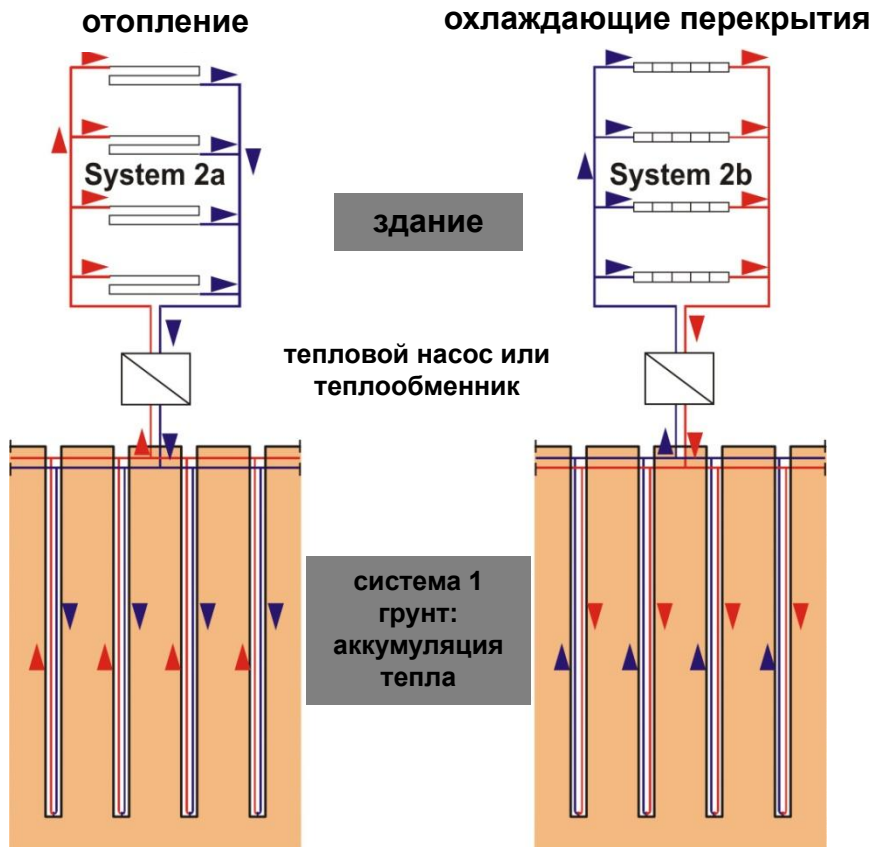 отопление
охлаждающие перекрытия
System 2a
System 2b
здание
тепловой насос или
теплообменник
система 1
грунт:
аккумуляция
тепла